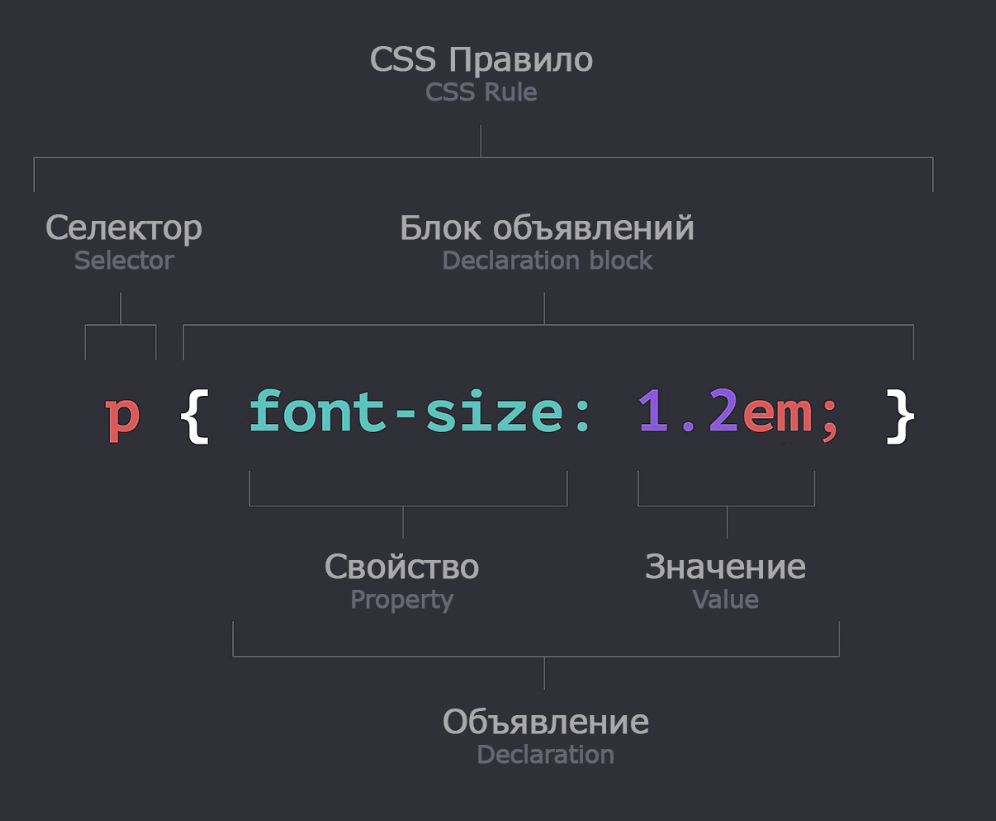 CSS Правило
CSS Rule
Селектор
Selector
Блок объявлений
Declaration block
p { font-size: 1.2em; }
Свойство
Property
Значение
Value
Объявление
Declaration